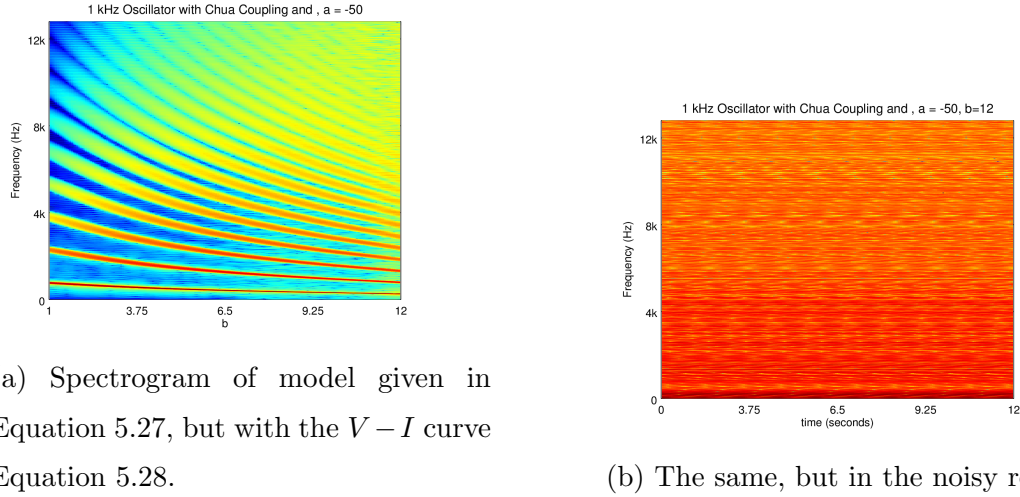 1 kHz Oscillator with Chua Coupling and , a = -50
12k
8k
4k
0
Frequency (Hz)
1 3.75 6.5 9.25 12
b
a) Spectrogram of model given in
Equation 5.27, but with the V − I curve
Equation 5.28.
1 kHz Oscillator with Chua Coupling and , a = -50, b=12
12k
8k
4k
0
Frequency (Hz)
0 3.75 6.5 9.25 12
time (seconds)
(b) The same, but in the noisy r